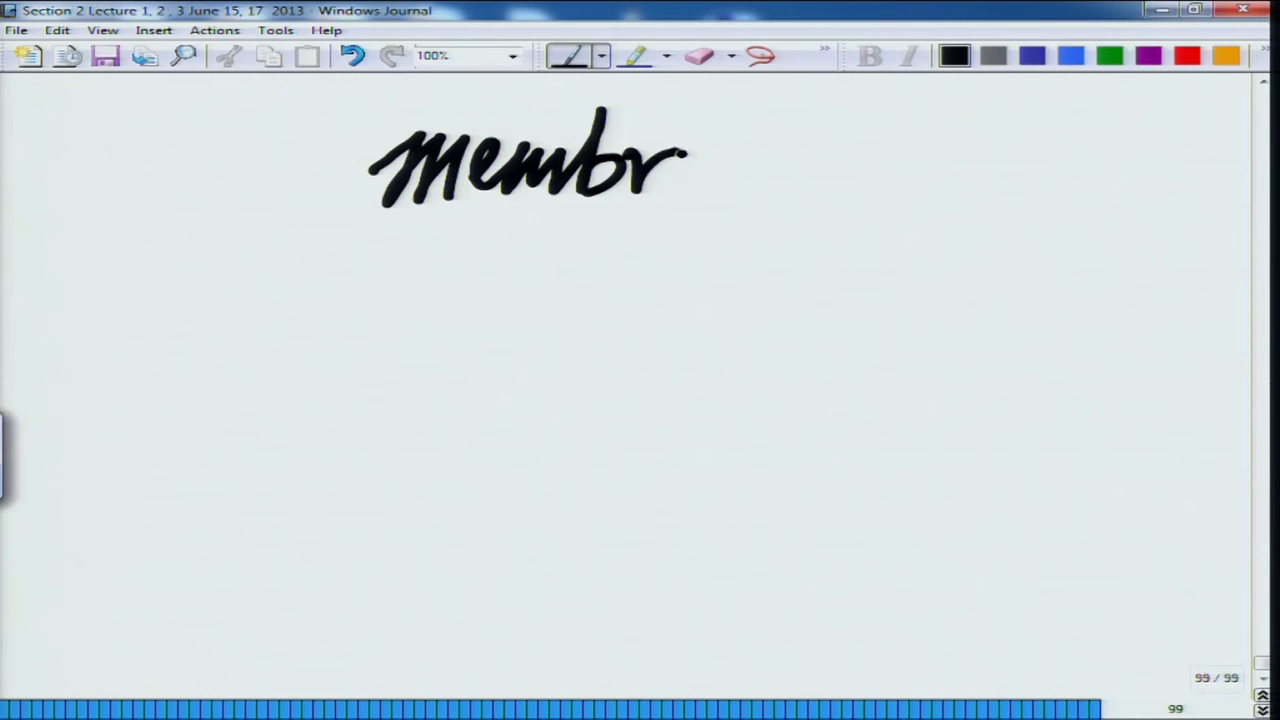 Section 2 Lecture 1, 2 , 3 June 15, 17 2013 - Windows Journal
File Edit View Insert Actions Tools Help
100% B I
membr
99 / 99
99